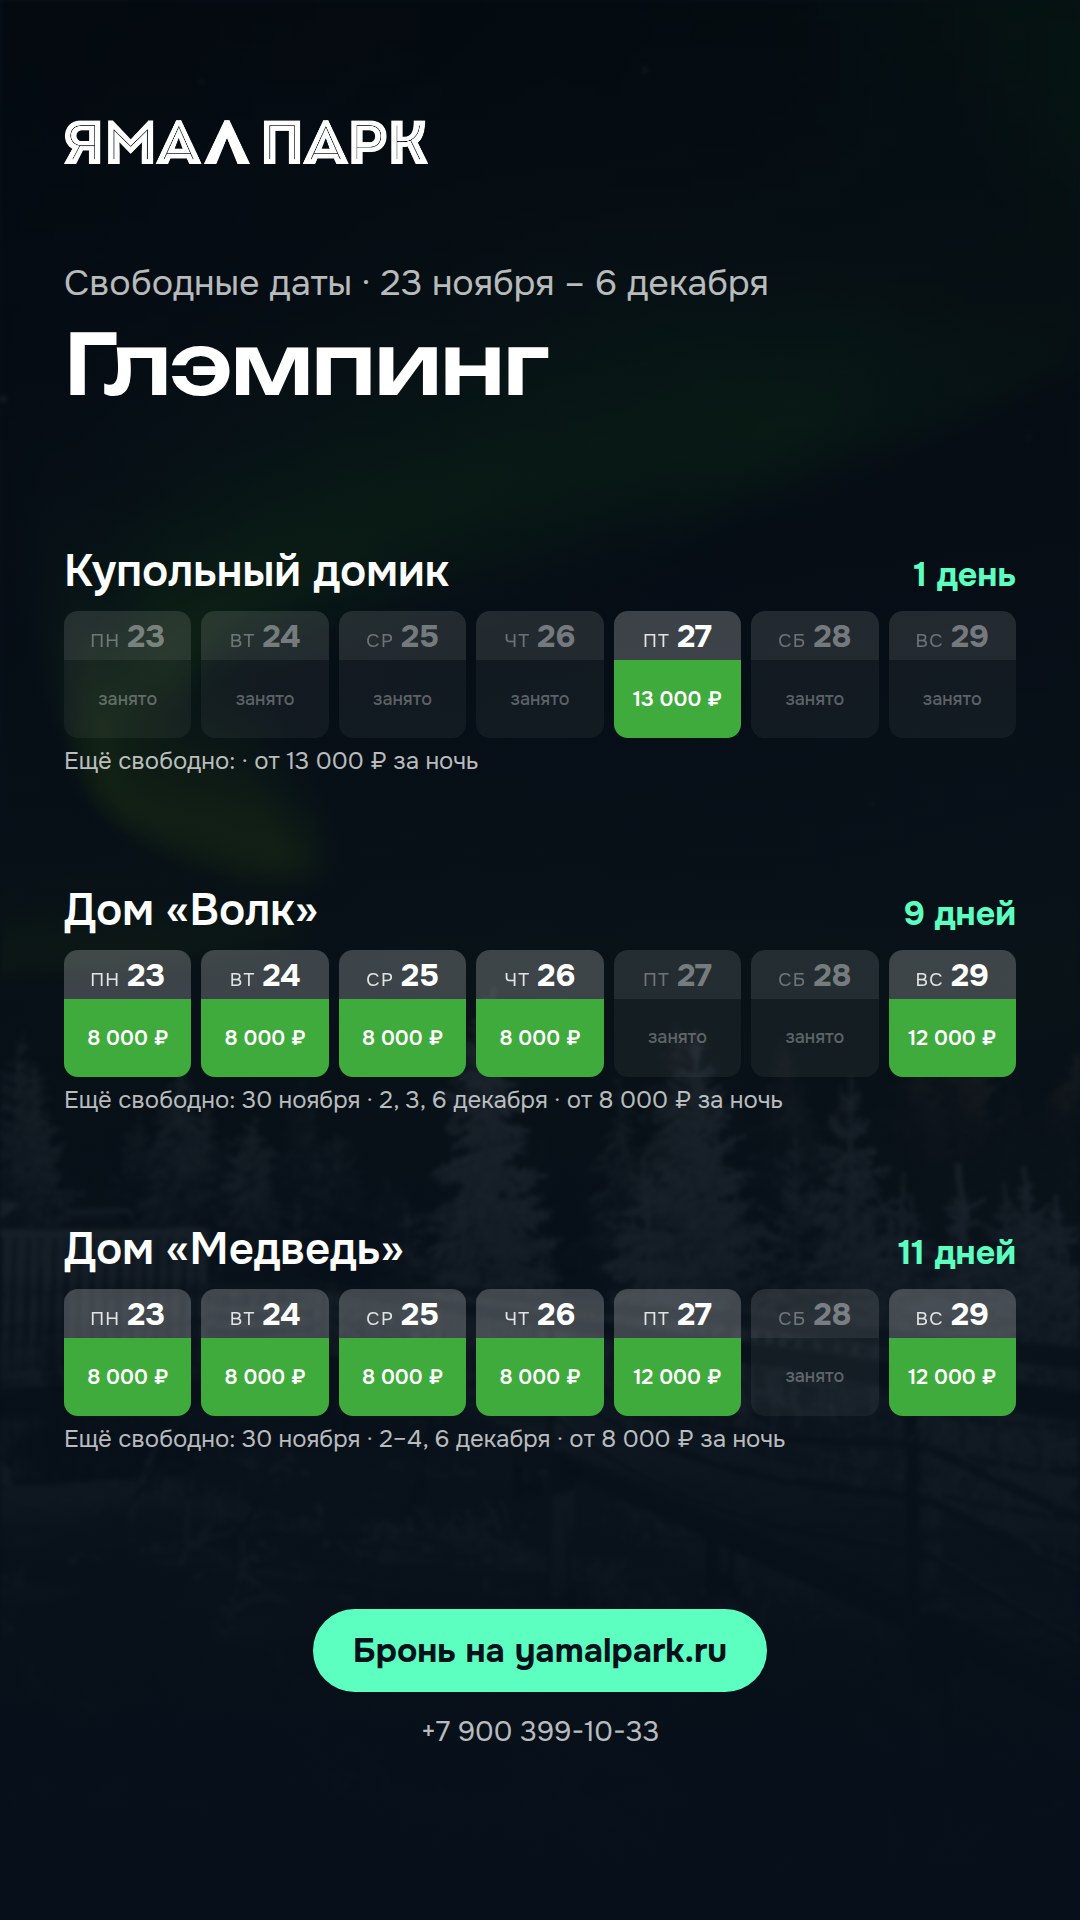 ЯМАЛ ПАРК
Свободные даты · 23 ноября – 6 декабря
Глэмпинг
Купольный домик 1 день
ПН 23 ВТ 24 СР 25 ЧТ 26 ПТ 27 СБ 28 ВС 29
занято занято занято занято 13 000 ₽ занято занято
Ещё свободно: · от 13 000 ₽ за ночь
Дом «Волк» 9 дней
ПН 23 ВТ 24 СР 25 ЧТ 26 ПТ 27 СБ 28 ВС 29
8 000 ₽ 8 000 ₽ 8 000 ₽ 8 000 ₽ занято занято 12 000 ₽
Ещё свободно: 30 ноября · 2, 3, 6 декабря · от 8 000 ₽ за ночь
Дом «Медведь» 11 дней
ПН 23 ВТ 24 СР 25 ЧТ 26 ПТ 27 СБ 28 ВС 29
8 000 ₽ 8 000 ₽ 8 000 ₽ 8 000 ₽ 12 000 ₽ занято 12 000 ₽
Ещё свободно: 30 ноября · 2–4, 6 декабря · от 8 000 ₽ за ночь
Бронь на yamalpark.ru
+7 900 399-10-33